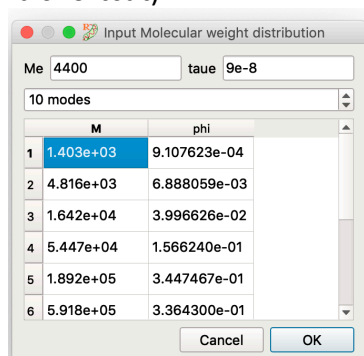 Input Molecular weight distribution
Me 4400 taue 9e-8
10 modes
M phi
1 1.403e+03 9.107623e-04
2 4.816e+03 6.888059e-03
3 1.642e+04 3.996626e-02
4 5.447e+04 1.566240e-01
5 1.892e+05 3.447467e-01
6 5.918e+05 3.364300e-01
Cancel OK